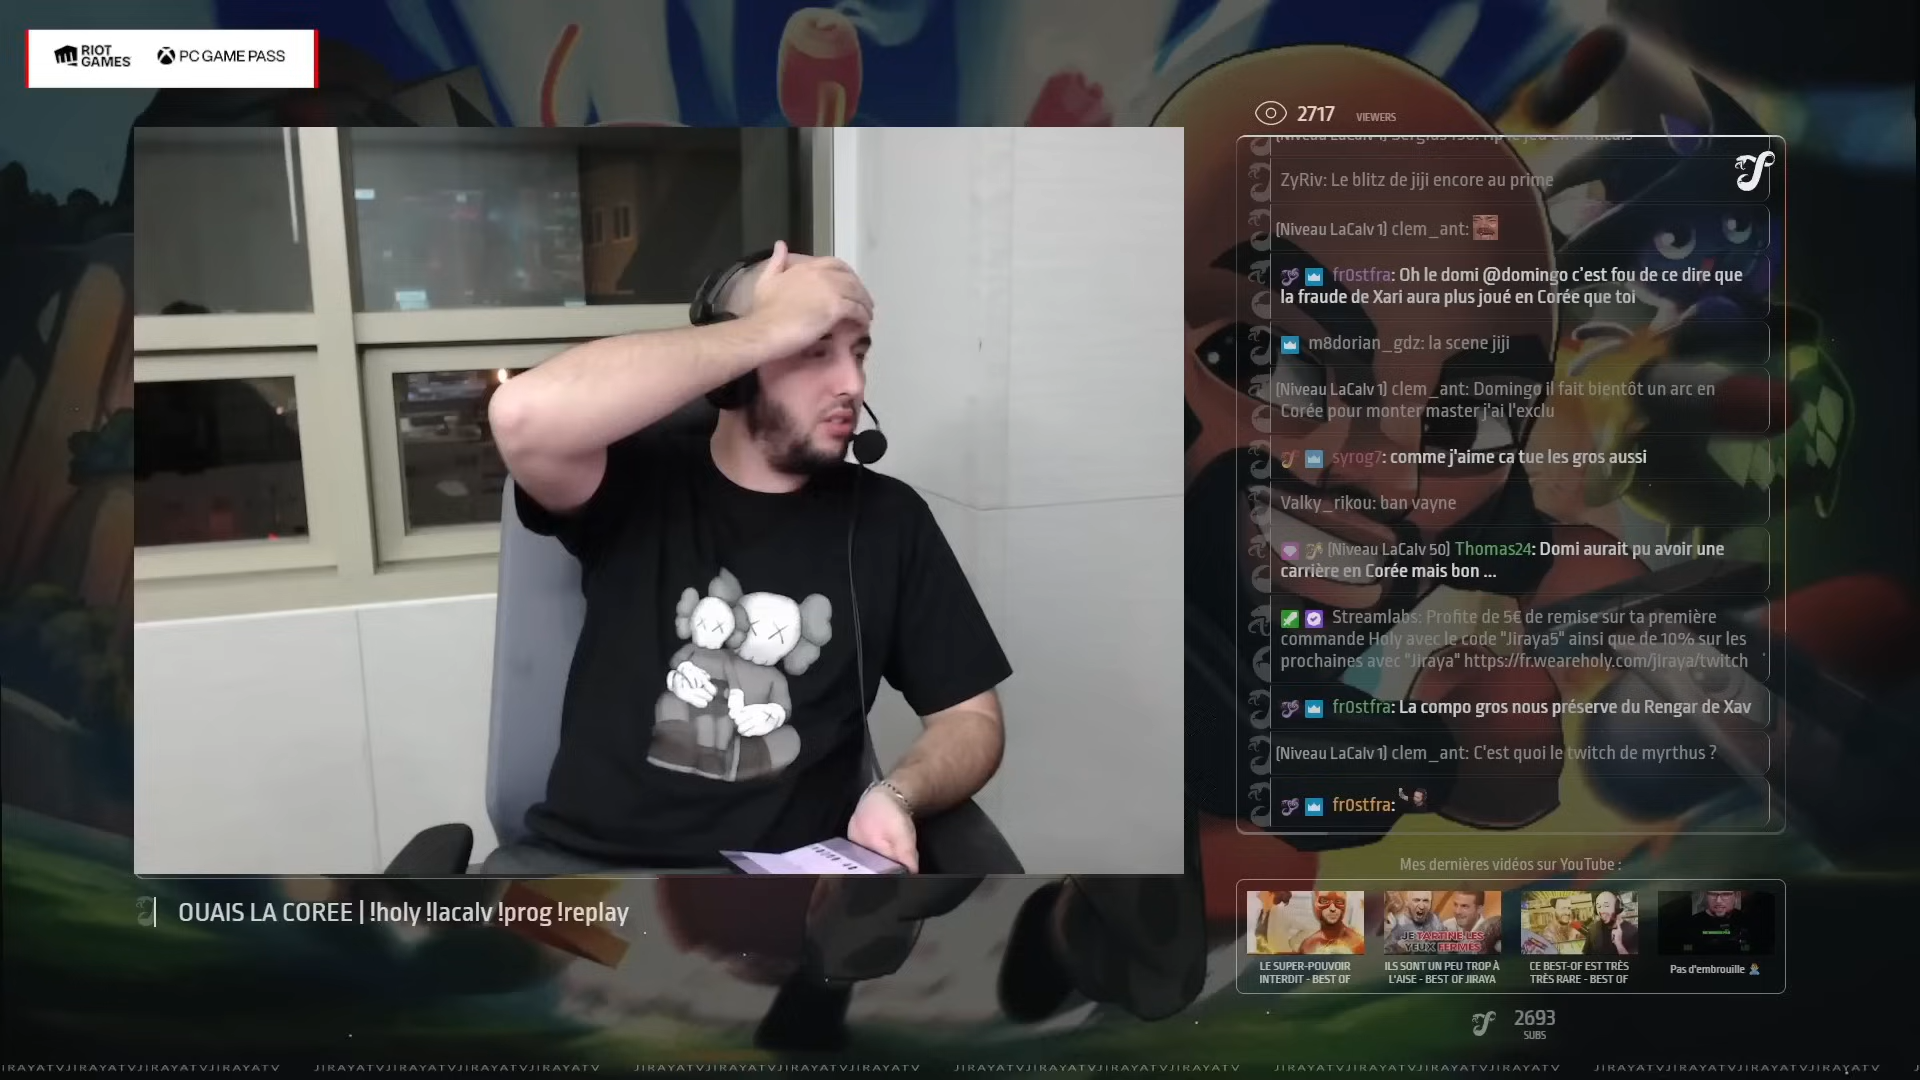 RIOT
GAMES
PC GAME PASS
2717 VIEWERS
ZyRiv: Le blitz de jiji encore au prime
[Niveau LaCalv 1] clem_ant:
fr0stfra: Oh le domi @domingo c'est fou de ce dire que
la fraude de Xari aura plus joué en Corée que toi
m8dorian_gdz: la scene jiji
[Niveau LaCalv 1] clem_ant: Domingo il fait bientôt un arc en
Corée pour monter master j'ai l'exclu
syrog7: comme j'aime ca tue les gros aussi
Valky_rikou: ban vayne
[Niveau LaCalv 50] Thomas24: Domi aurait pu avoir une
carrière en Corée mais bon ...
Streamlabs: Profite de 5€ de remise sur ta première
commande Holy avec le code "Jiraya5" ainsi que de 10% sur les
prochaines avec "Jiraya" https://fr.weareholy.com/jiraya/twitch
fr0stfra: La compo gros nous préserve du Rengar de Xav
[Niveau LaCalv 1] clem_ant: C'est quoi le twitch de myrthus ?
fr0stfra:
Mes dernières vidéos sur YouTube :
JE TARTINE LES
YEUX FERMÉS
LE SUPER-POUVOIR
INTERDIT - BEST OF
ILS SONT UN PEU TROP À
L'AISE - BEST OF JIRAYA
CE BEST-OF EST TRÈS
TRÈS RARE - BEST OF
Pas d'embrouille
OUAIS LA COREE | !holy !lacalv !prog !replay
2693
SUBS
JIRAYATVJIRAYATVJIRAYATVJIRAYATV JIRAYATVJIRAYATVJIRAYATVJIRAYATV JIRAYATVJIRAYATVJIRAYATVJIRAYATV JIRAYATVJIRAYATVJIRAYATVJIRAYATV JIRAYATVJIRAYATVJIRAYATVJIRAYATV JIRAYATVJIRAYATVJIRAYATVJIRAYATV